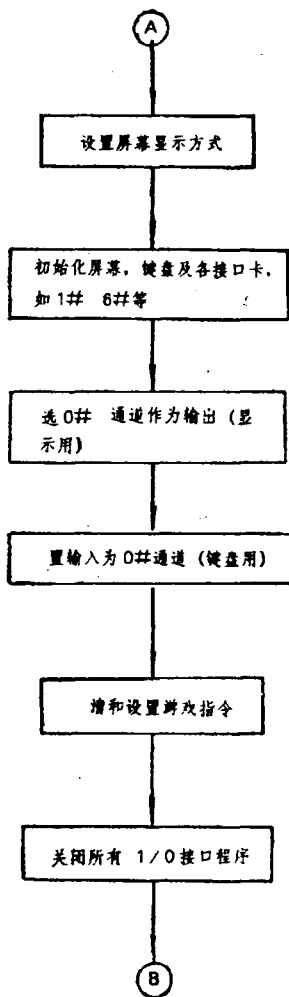 A
设置屏幕显示方式
初始化屏幕，键盘及各接口卡，
如 1# 6#等
选 0# 通道作为输出 (显
示用)
置输入为 0#通道 (键盘用)
增和设置游戏指令
关闭所有 1/0接口程序
B